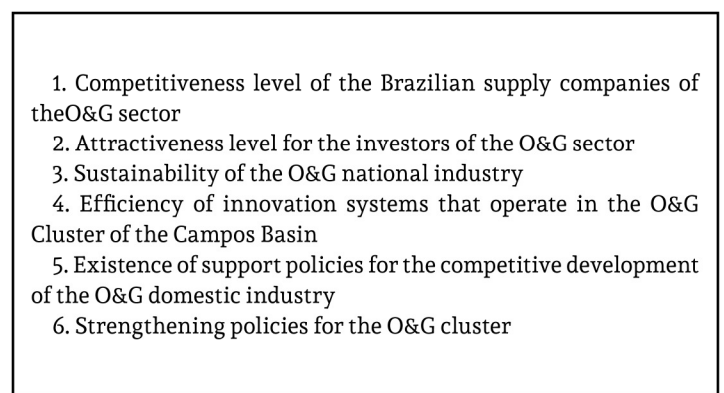 1. Competitiveness level of the Brazilian supply companies of
theO&G sector
2. Attractiveness level for the investors of the O&G sector
3. Sustainability of the O&G national industry
4. Efficiency of innovation systems that operate in the O&G
Cluster of the Campos Basin
5. Existence of support policies for the competitive development
of the O&G domestic industry
6. Strengthening policies for the O&G cluster